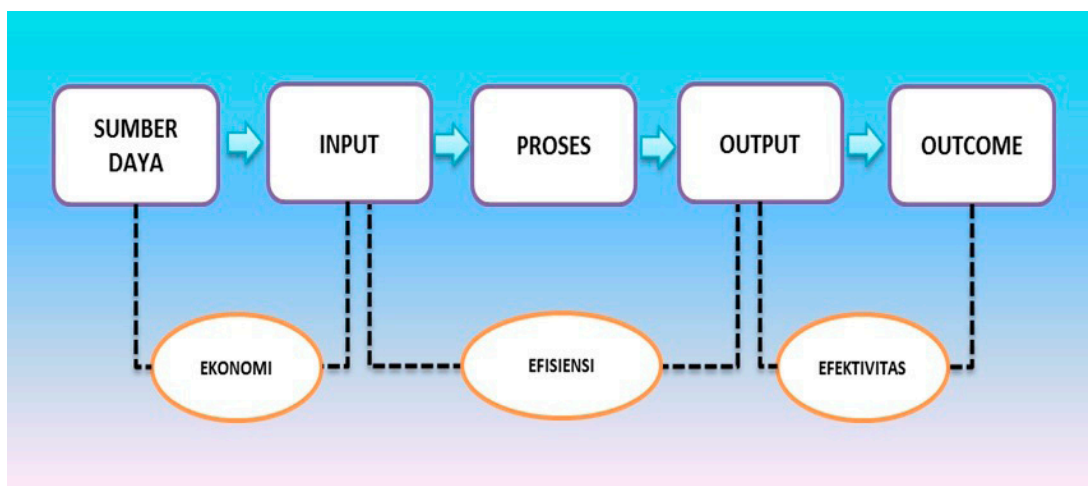 SUMBER
DAYA
INPUT
PROSES
OUTPUT
OUTCOME
EKONOMI
EFISIENSI
EFEKTIVITAS